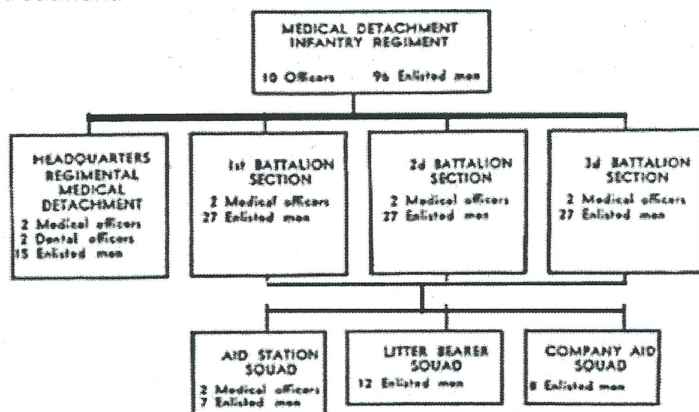 MEDICAL DETACHMENT
INFANTRY REGIMENT
10 Officers 96 Enlisted men
HEADQUARTERS
REGIMENTAL
MEDICAL
DETACHMENT
2 Medical officers
2 Dental officers
15 Enlisted men
1st BATTALION
SECTION
2 Medical officers
27 Enlisted men
2d BATTALION
SECTION
2 Medical officers
27 Enlisted men
3d BATTALION
SECTION
2 Medical officers
27 Enlisted men
AID STATION
SQUAD
2 Medical officers
7 Enlisted men
LITTER BEARER
SQUAD
12 Enlisted men
COMPANY AID
SQUAD
8 Enlisted men